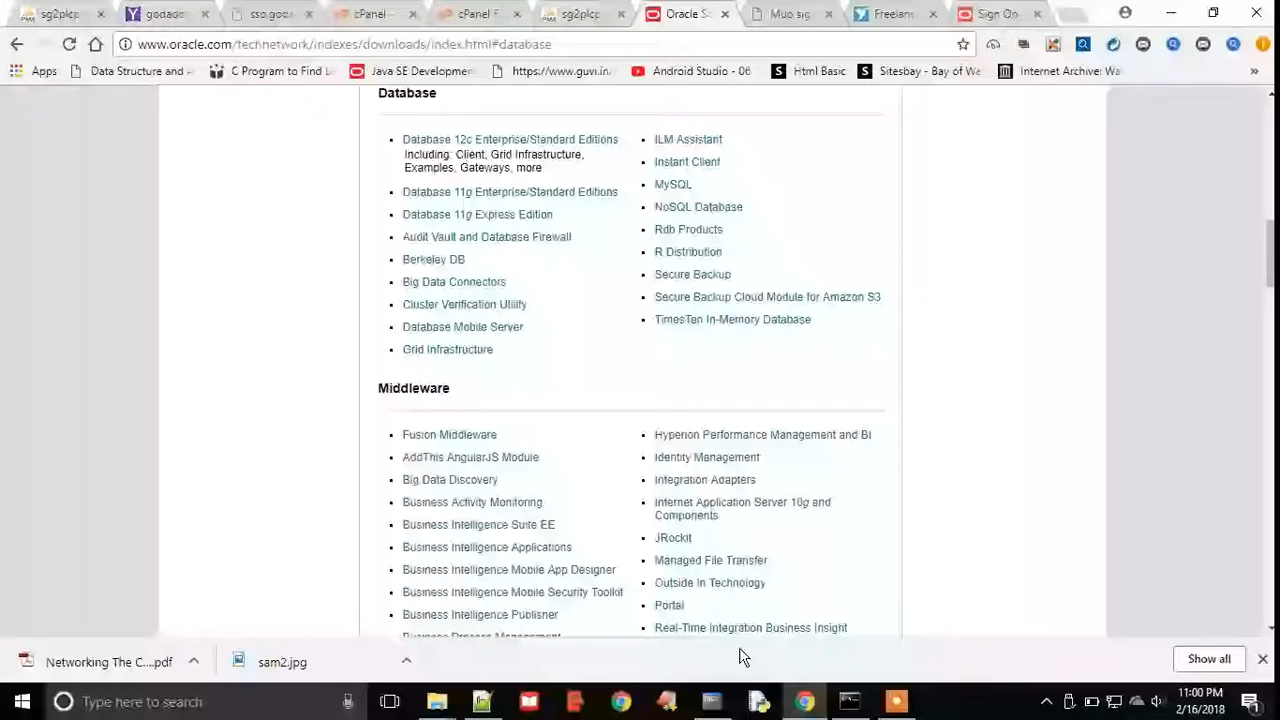 sg2plcp
godade
ssg.goda
cPanel -
cPanel F
sg2plcp
Oracle S
Muo sig
Freelan
Sign On
www.oracle.com/technetwork/indexes/downloads/index.html#database
Apps
Data Structure and
C Program to Find L
Java SE Developme
https://www.guvi.in
Android Studio - 06
Html Basic
Sitesbay - Bay of We
Internet Archive: Wa
»
Database
Database 12c Enterprise/Standard Editions
Including: Client, Grid Infrastructure,
Examples, Gateways, more
Database 11g Enterprise/Standard Editions
Database 11g Express Edition
Audit Vault and Database Firewall
Berkeley DB
Big Data Connectors
Cluster Verification Utility
Database Mobile Server
Grid Infrastructure
ILM Assistant
Instant Client
MySQL
NoSQL Database
Rdb Products
R Distribution
Secure Backup
Secure Backup Cloud Module for Amazon S3
TimesTen In-Memory Database
Middleware
Fusion Middleware
AddThis AngularJS Module
Big Data Discovery
Business Activity Monitoring
Business Intelligence Suite EE
Business Intelligence Applications
Business Intelligence Mobile App Designer
Business Intelligence Mobile Security Toolkit
Business Intelligence Publisher
Business Process Management
Hyperion Performance Management and BI
Identity Management
Integration Adapters
Internet Application Server 10g and
Components
JRockit
Managed File Transfer
Outside In Technology
Portal
Real-Time Integration Business Insight
Networking The C....pdf
sam2.jpg
Show all
Type here to search
11:00 PM
2/16/2018